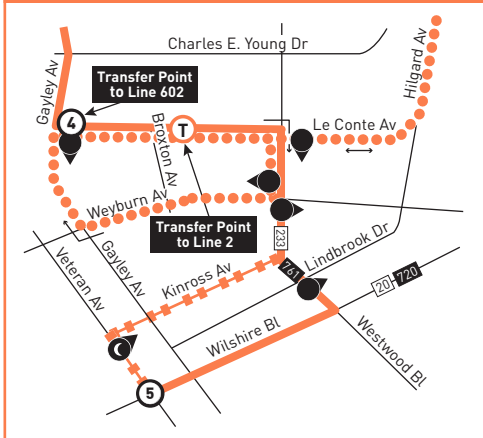 Charles E. Young Dr
Gayley Av
Hilgard Av
Transfer Point
to Line 602
4
T
Broxton Av
Le Conte Av
Weyburn Av
Transfer Point
to Line 2
233
Lindbrook Dr
Veteran Av
Gayley Av
Kinross Av
761
20
720
Wilshire Bl
Westwood Bl
5